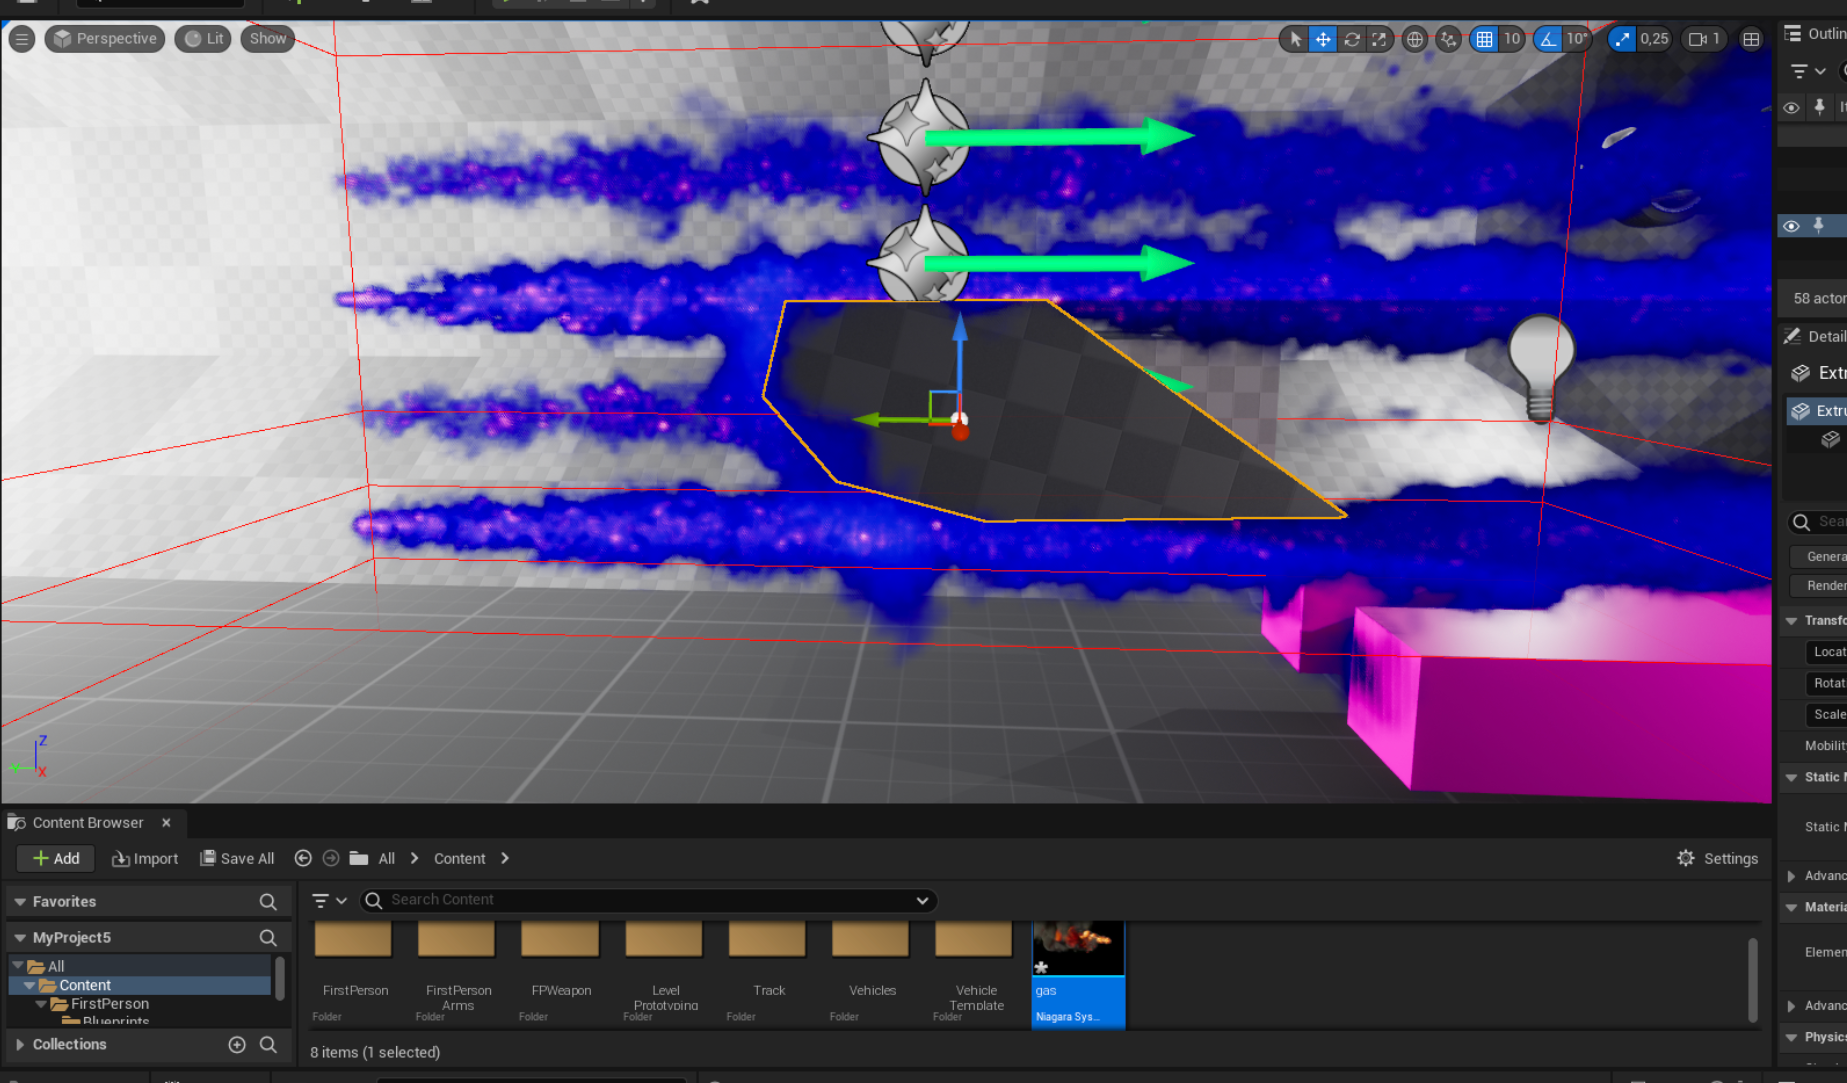 Perspective
Lit
Show
10
10°
0,25
1
Outlin
58 actor
Detail
Extr
Extru
Sea
Genera
Render
Transfo
Locat
Rotat
Scale
Mobilit
Static M
Static M
Advanc
Materia
Elemen
Advanc
Physics
Z
X
Content Browser
Add
Import
Save All
All
Content
Settings
Favorites
Search Content
MyProject5
All
Content
FirstPerson
Blueprints
Collections
FirstPerson
Folder
FirstPerson
Arms
Folder
FPWeapon
Folder
Level
Prototyping
Folder
Track
Folder
Vehicles
Folder
Vehicle
Template
Folder
gas
Niagara Sys...
8 items (1 selected)